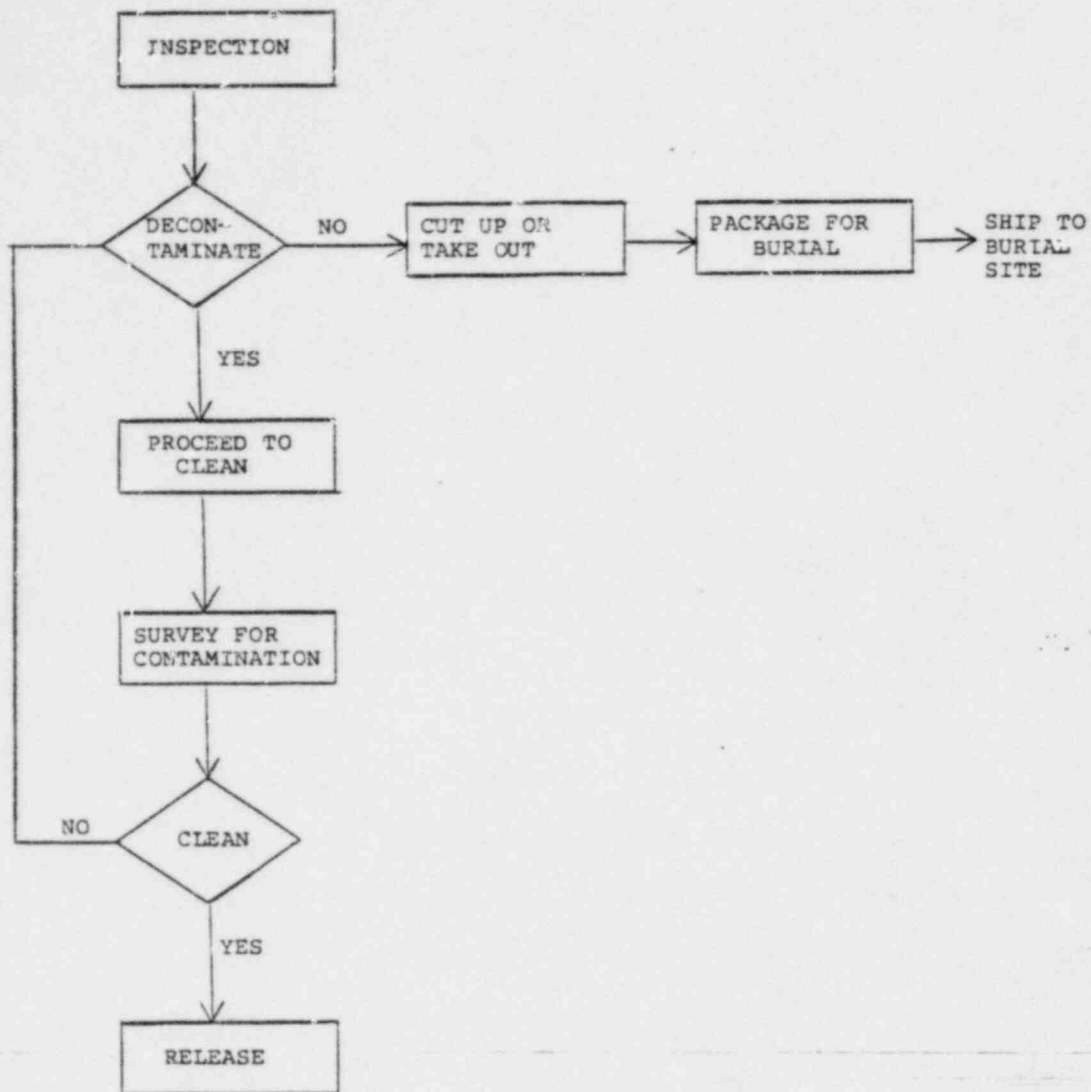 INSPECTION
DECON-
TAMINATE
NO
CUT UP OR
TAKE OUT
PACKAGE FOR
BURIAL
SHIP TO
BURIAL
SITE
YES
PROCEED TO
CLEAN
SURVEY FOR
CONTAMINATION
NO
CLEAN
YES
RELEASE